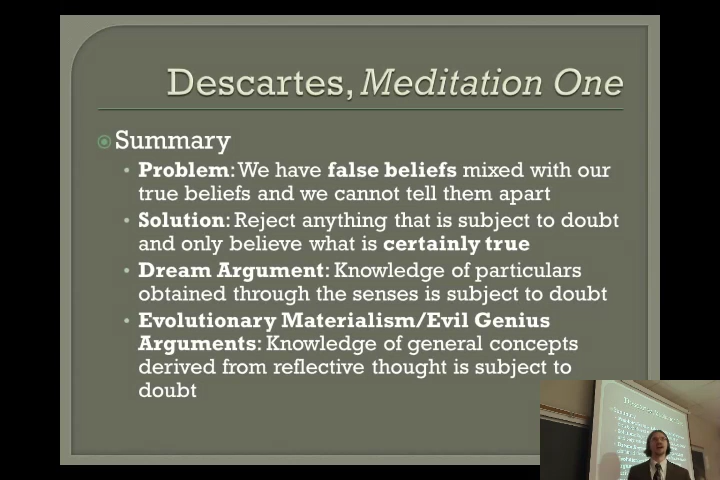 Descartes, Meditation One
Summary
Problem: We have false beliefs mixed with our
true beliefs and we cannot tell them apart
Solution: Reject anything that is subject to doubt
and only believe what is certainly true
Dream Argument: Knowledge of particulars
obtained through the senses is subject to doubt
Evolutionary Materialism/Evil Genius
Arguments: Knowledge of general concepts
derived from reflective thought is subject to
doubt